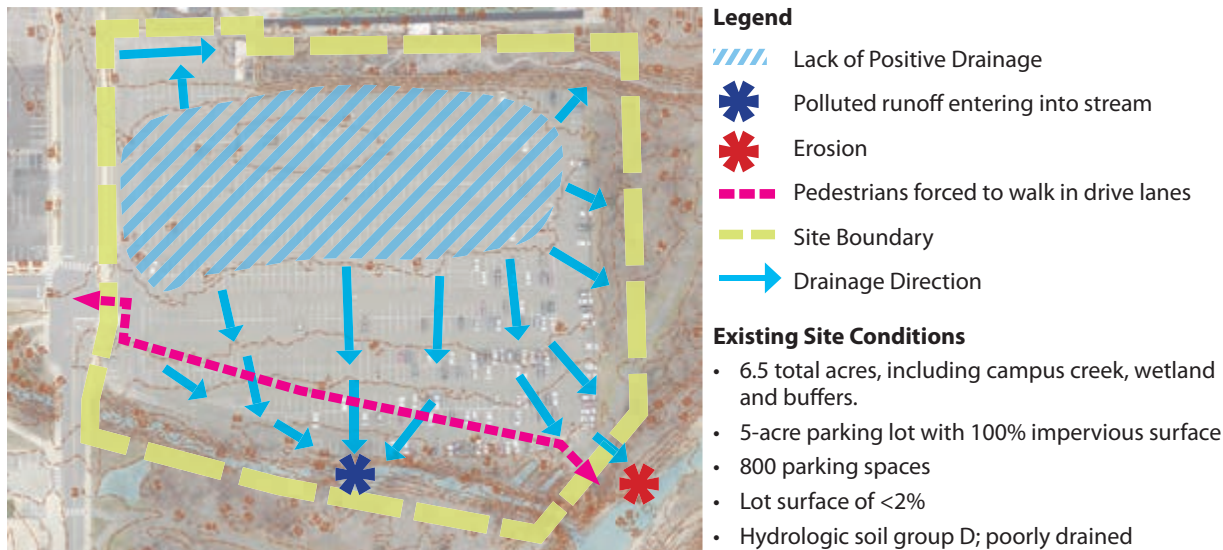 Legend
Lack of Positive Drainage
Polluted runoff entering into stream
Erosion
Pedestrians forced to walk in drive lanes
Site Boundary
Drainage Direction
Existing Site Conditions
• 6.5 total acres, including campus creek, wetland
and buffers.
• 5-acre parking lot with 100% impervious surface
• 800 parking spaces
• Lot surface of <2%
• Hydrologic soil group D; poorly drained